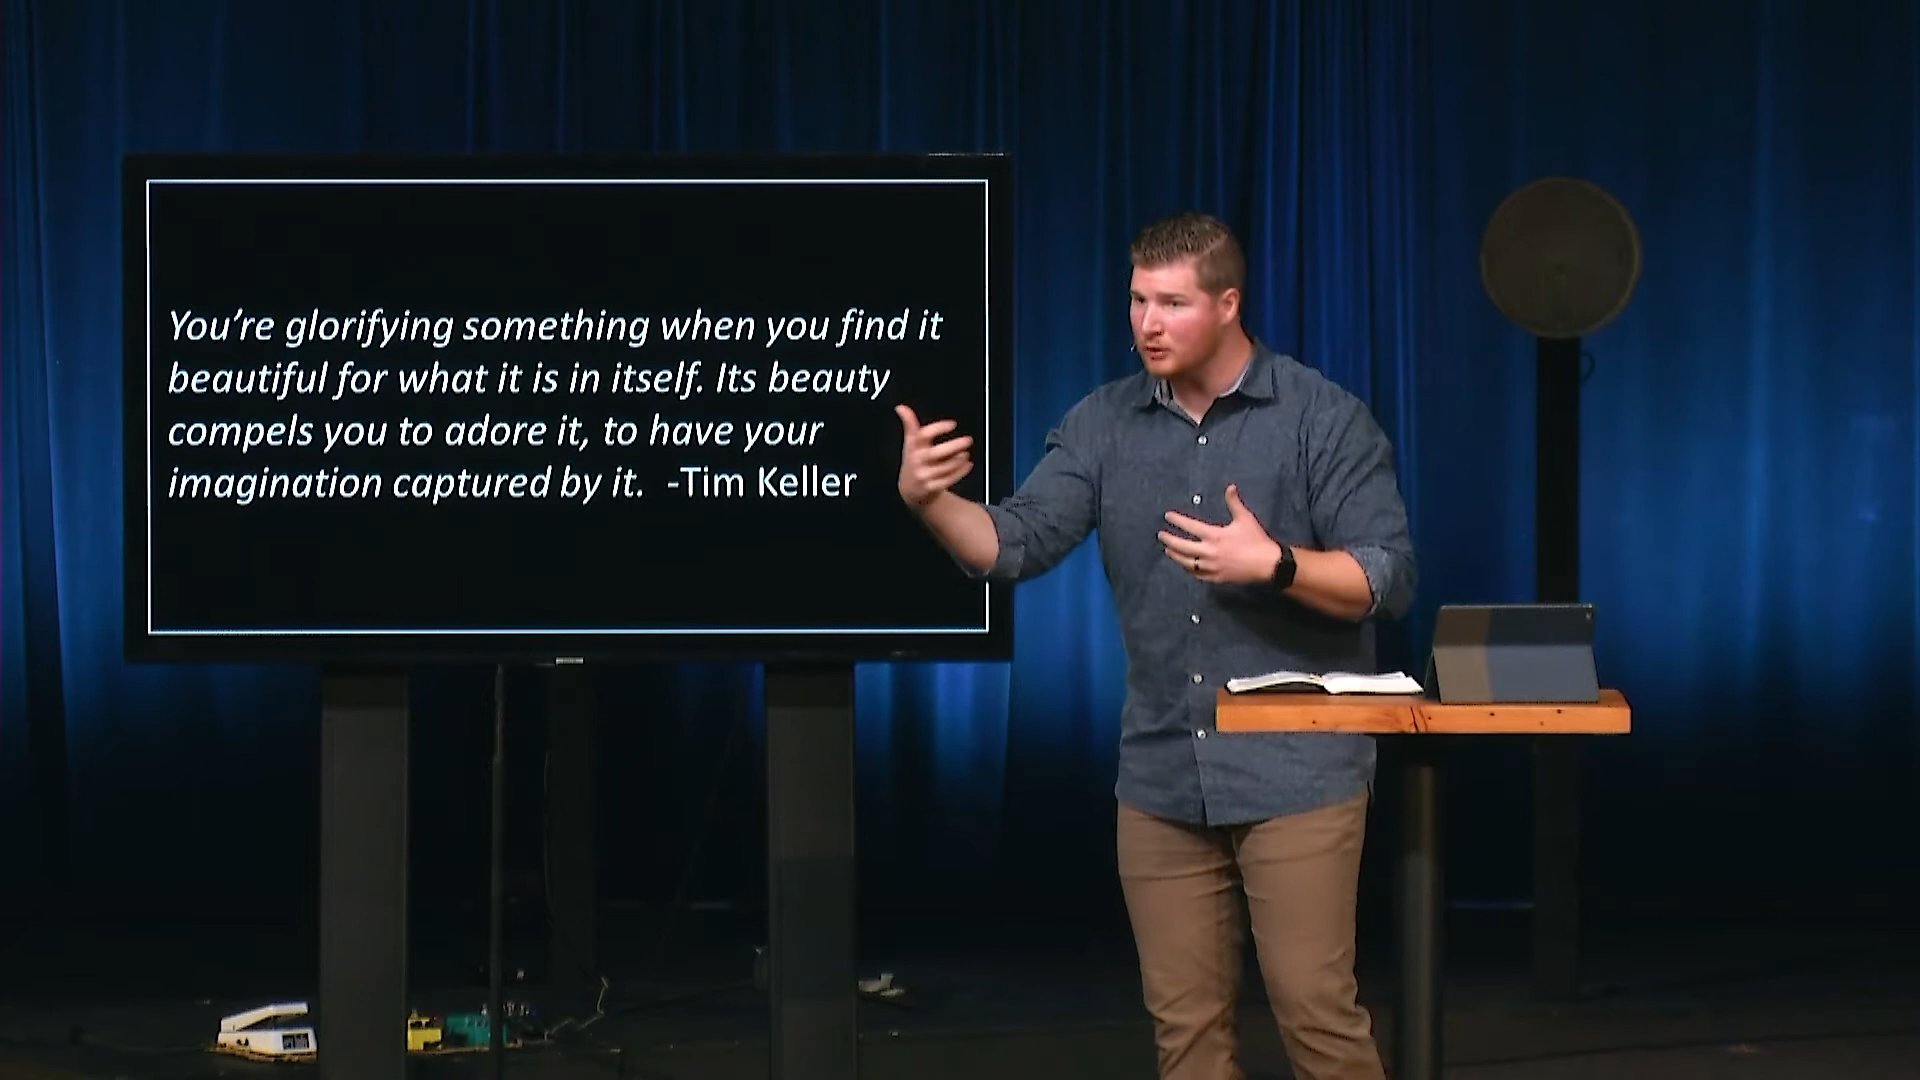 You’re glorifying something when you find it
beautiful for what it is in itself. Its beauty
compels you to adore it, to have your
imagination captured by it.  -Tim Keller